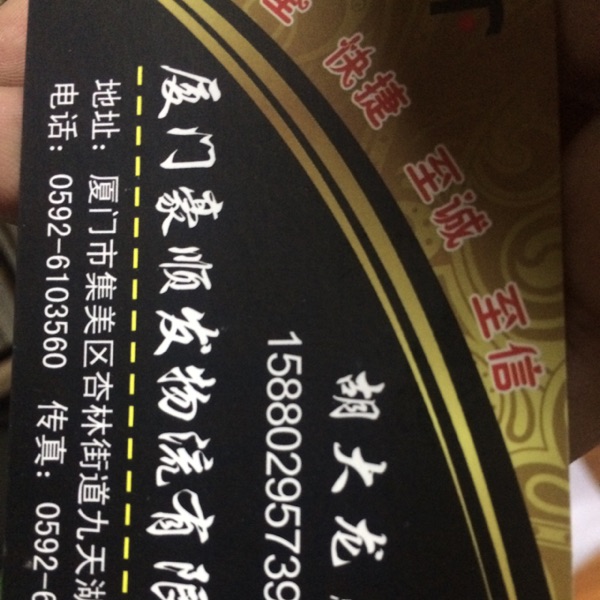 快捷 至诚 至信
胡大龙
15880295739
厦门豪顺发物流有限
地址: 厦门市集美区杏林街道九天湖
电话: 0592-6103560 传真: 0592-6